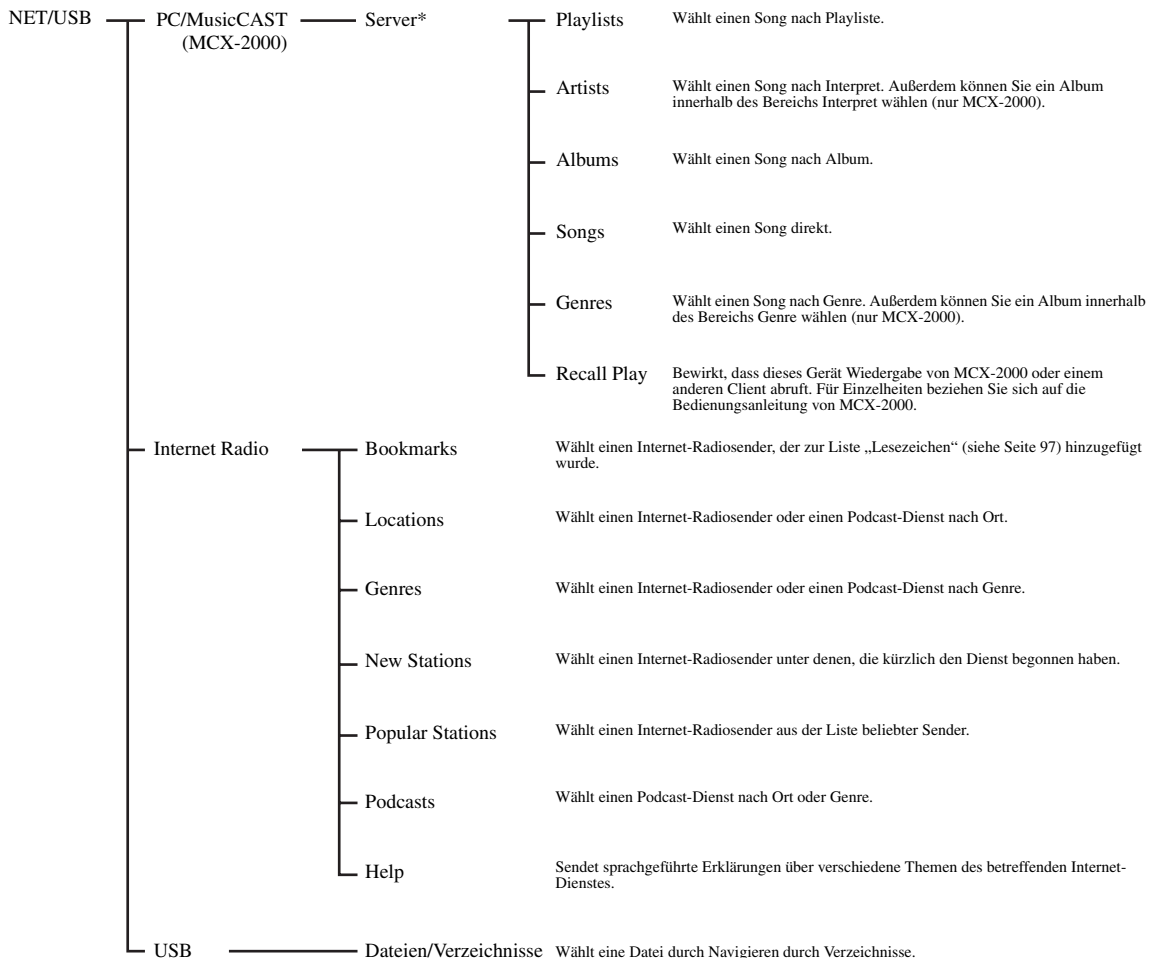 NET/USB
PC/MusicCAST
(MCX-2000)
Server*
Playlists
Wählt einen Song nach Playliste.
Artists
Wählt einen Song nach Interpret. Außerdem können Sie ein Album
innerhalb des Bereichs Interpret wählen (nur MCX-2000).
Albums
Wählt einen Song nach Album.
Songs
Wählt einen Song direkt.
Genres
Wählt einen Song nach Genre. Außerdem können Sie ein Album innerhalb
des Bereichs Genre wählen (nur MCX-2000).
Recall Play
Bewirkt, dass dieses Gerät Wiedergabe von MCX-2000 oder einem
anderen Client abruft. Für Einzelheiten beziehen Sie sich auf die
Bedienungsanleitung von MCX-2000.
Internet Radio
Bookmarks
Wählt einen Internet-Radiosender, der zur Liste „Lesezeichen“ (siehe Seite 97) hinzugefügt
wurde.
Locations
Wählt einen Internet-Radiosender oder einen Podcast-Dienst nach Ort.
Genres
Wählt einen Internet-Radiosender oder einen Podcast-Dienst nach Genre.
New Stations
Wählt einen Internet-Radiosender unter denen, die kürzlich den Dienst begonnen haben.
Popular Stations
Wählt einen Internet-Radiosender aus der Liste beliebter Sender.
Podcasts
Wählt einen Podcast-Dienst nach Ort oder Genre.
Help
Sendet sprachgeführte Erklärungen über verschiedene Themen des betreffenden Internet-
Dienstes.
USB
Dateien/Verzeichnisse
Wählt eine Datei durch Navigieren durch Verzeichnisse.